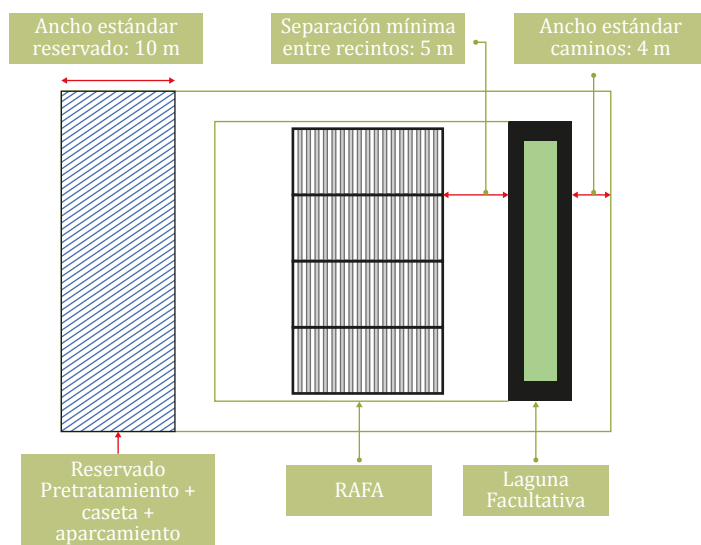 Ancho estándar
reservado: 10 m
Separación mínima
entre recintos: 5 m
Ancho estándar
caminos: 4 m
Reservado
Pretratamiento +
caseta +
aparcamiento
RAFA
Laguna
Facultativa